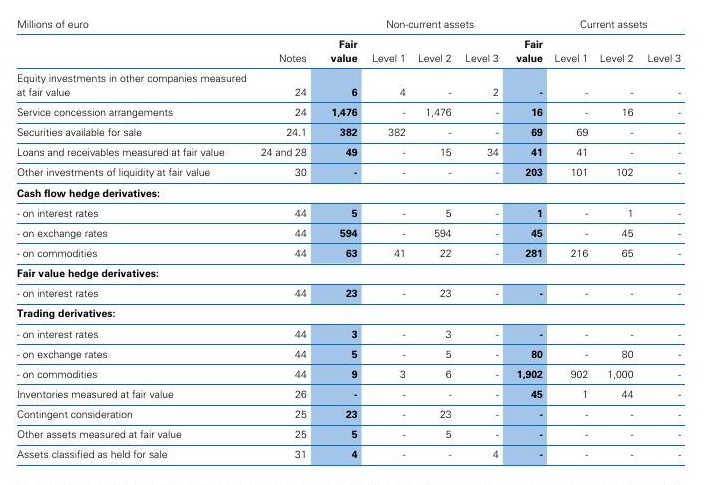 Millions of euro Non-current assets Current assets
Notes Fair value Level 1 Level 2 Level 3 Fair value Level 1 Level 2 Level 3
Equity investments in other companies measured
at fair value 24 6 4 - 2 - - - -
Service concession arrangements 24 1,476 - 1,476 - 16 - 16 -
Securities available for sale 24.1 382 382 - - 69 69 - -
Loans and receivables measured at fair value 24 and 28 49 - 15 34 41 41 - -
Other investments of liquidity at fair value 30 - - - - 203 101 102 -
Cash flow hedge derivatives:
- on interest rates 44 5 - 5 - 1 - 1 -
- on exchange rates 44 594 - 594 - 45 - 45 -
- on commodities 44 63 41 22 - 281 216 65 -
Fair value hedge derivatives:
- on interest rates 44 23 - 23 - - - - -
Trading derivatives:
- on interest rates 44 3 - 3 - - - - -
- on exchange rates 44 5 - 5 - 80 - 80 -
- on commodities 44 9 3 6 - 1,902 902 1,000 -
Inventories measured at fair value 26 - - - - 45 1 44 -
Contingent consideration 25 23 - 23 - - - - -
Other assets measured at fair value 25 5 - 5 - - - - -
Assets classified as held for sale 31 4 - - 4 - - - -